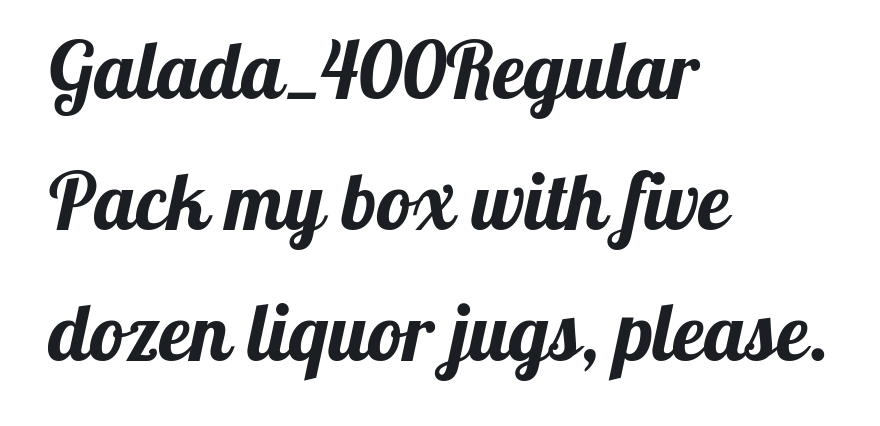 Galada_400Regular
Pack my box with five
dozen liquor jugs, please.